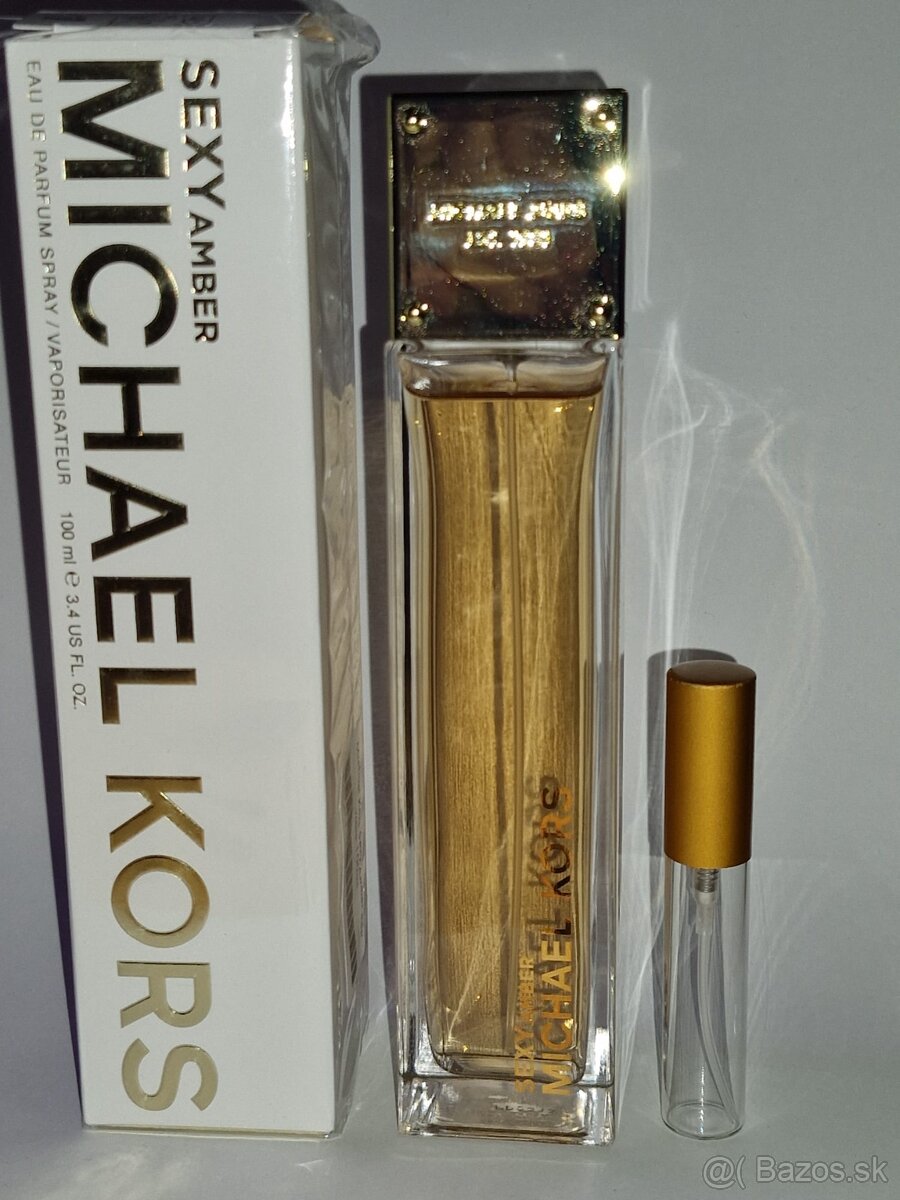 SEXY AMBER
MICHAEL KORS
EAU DE PARFUM SPRAY / VAPORISATEUR 100 ml ℮ 3.4 US FL. OZ.
SEXY AMBER
MICHAEL KORS
@( Bazos.sk